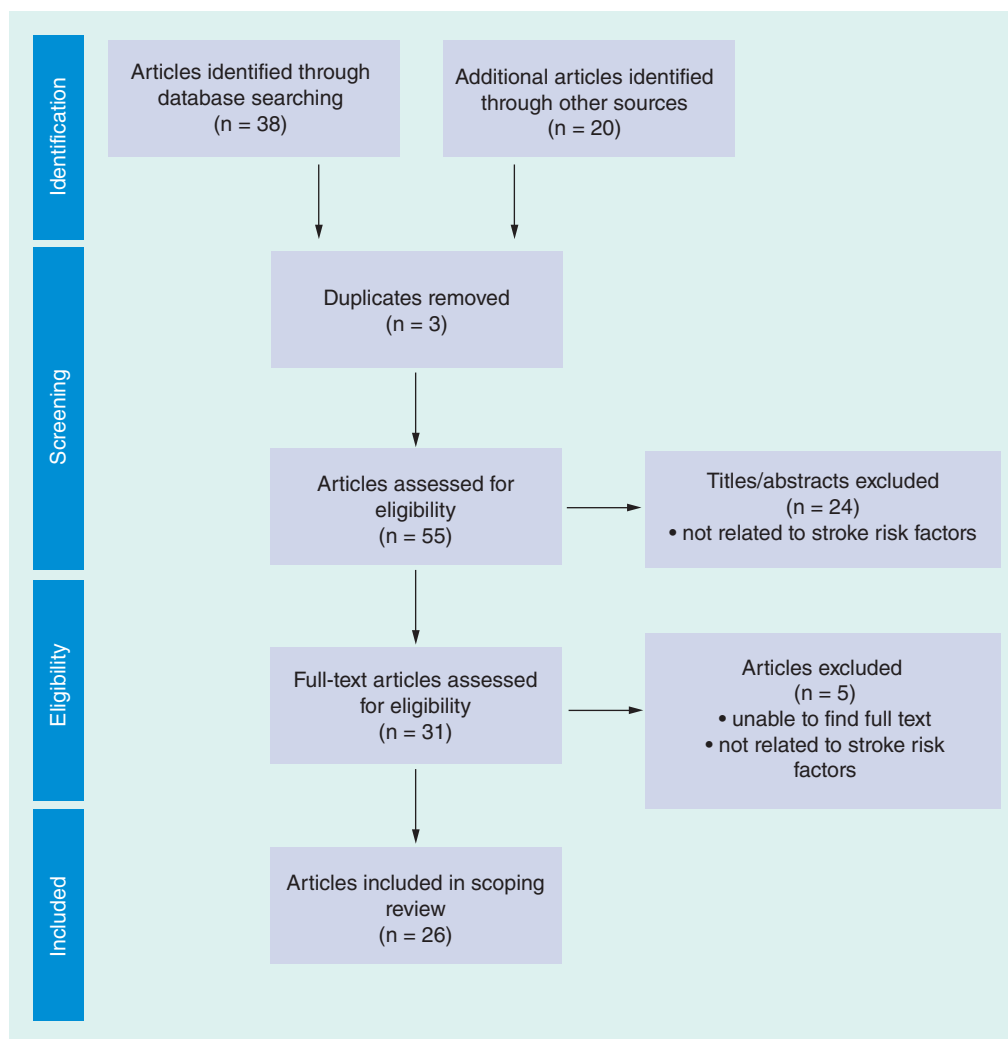 Identification
Articles identified through
database searching
(n = 38)
Additional articles identified
through other sources
(n = 20)
Screening
Duplicates removed
(n = 3)
Articles assessed for
eligibility
(n = 55)
Titles/abstracts excluded
(n = 24)
• not related to stroke risk factors
Eligibility
Full-text articles assessed
for eligibility
(n = 31)
Articles excluded
(n = 5)
• unable to find full text
• not related to stroke risk
factors
Included
Articles included in scoping
review
(n = 26)